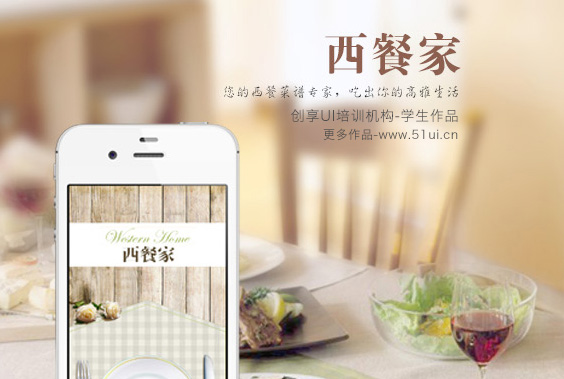 西餐家
您的西餐菜谱专家，吃出你的高雅生活
创享UI培训机构-学生作品
更多作品-www.51ui.cn
Western Home
西餐家